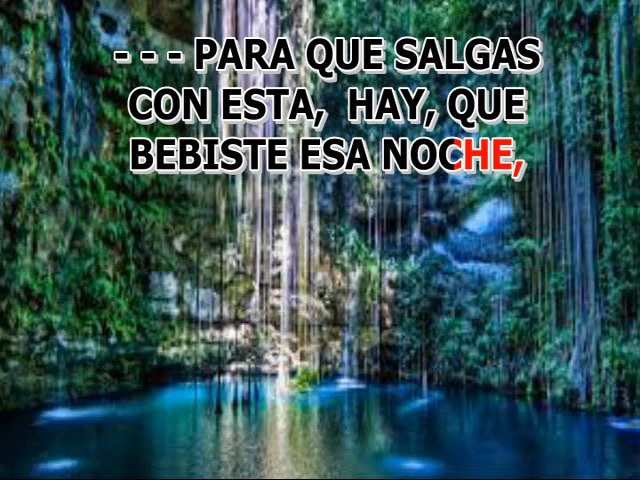 - - - PARA QUE SALGAS
CON ESTA,  HAY, QUE
BEBISTE ESA NOCHE,